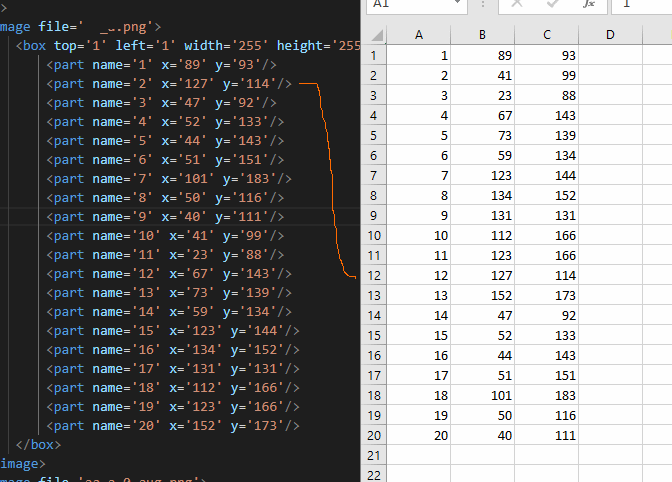 >
mage file=' _a.png'>
<box top='1' left='1' width='255' height='255
<part name='1' x='89' y='93'/>
<part name='2' x='127' y='114'/>
<part name='3' x='47' y='92'/>
<part name='4' x='52' y='133'/>
<part name='5' x='44' y='143'/>
<part name='6' x='51' y='151'/>
<part name='7' x='101' y='183'/>
<part name='8' x='50' y='116'/>
<part name='9' x='40' y='111'/>
<part name='10' x='41' y='99'/>
<part name='11' x='23' y='88'/>
<part name='12' x='67' y='143'/>
<part name='13' x='73' y='139'/>
<part name='14' x='59' y='134'/>
<part name='15' x='123' y='144'/>
<part name='16' x='134' y='152'/>
<part name='17' x='131' y='131'/>
<part name='18' x='112' y='166'/>
<part name='19' x='123' y='166'/>
<part name='20' x='152' y='173'/>
</box>
image>
A1 fx 1
A B C D E
1 1 89 93
2 2 41 99
3 3 23 88
4 4 67 143
5 5 73 139
6 6 59 134
7 7 123 144
8 8 134 152
9 9 131 131
10 10 112 166
11 11 123 166
12 12 127 114
13 13 152 173
14 14 47 92
15 15 52 133
16 16 44 143
17 17 51 151
18 18 101 183
19 19 50 116
20 20 40 111
21
22